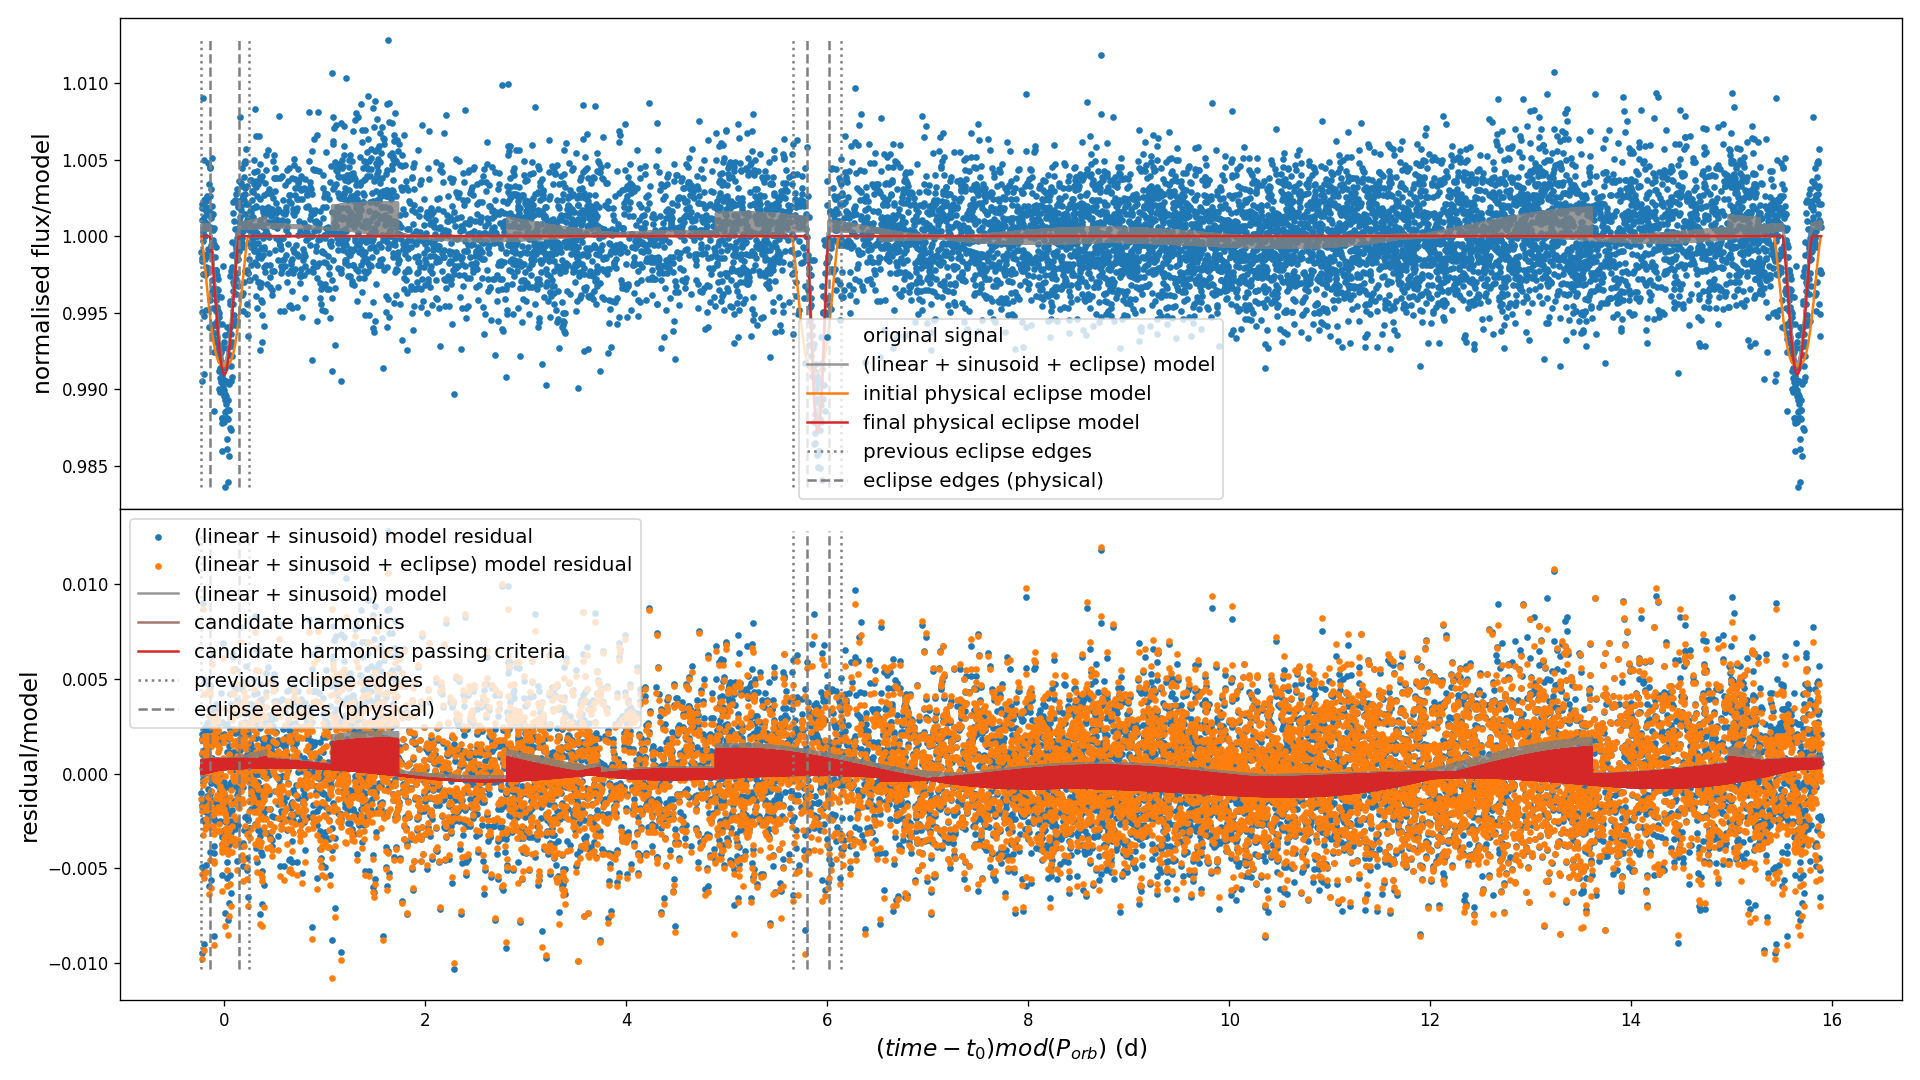 normalised flux/model
1.010
1.005
1.000
0.995
0.990
0.985
original signal
(linear + sinusoid + eclipse) model
initial physical eclipse model
final physical eclipse model
previous eclipse edges
eclipse edges (physical)
residual/model
0.010
0.005
0.000
−0.005
−0.010
(linear + sinusoid) model residual
(linear + sinusoid + eclipse) model residual
(linear + sinusoid) model
candidate harmonics
candidate harmonics passing criteria
previous eclipse edges
eclipse edges (physical)
0 2 4 6 8 10 12 14 16
(time − t₀)mod(Pₒᵣᵦ) (d)